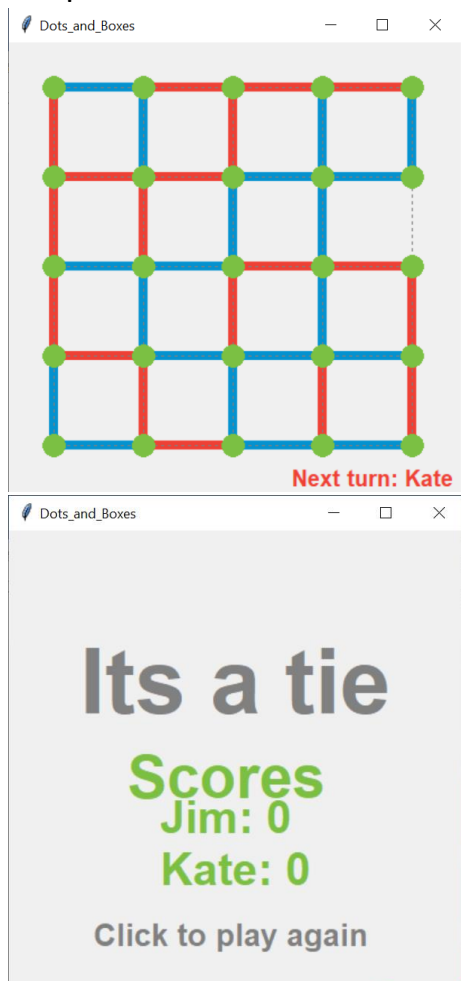 Dots_and_Boxes
Next turn: Kate
Dots_and_Boxes
Its a tie
Scores
Jim: 0
Kate: 0
Click to play again